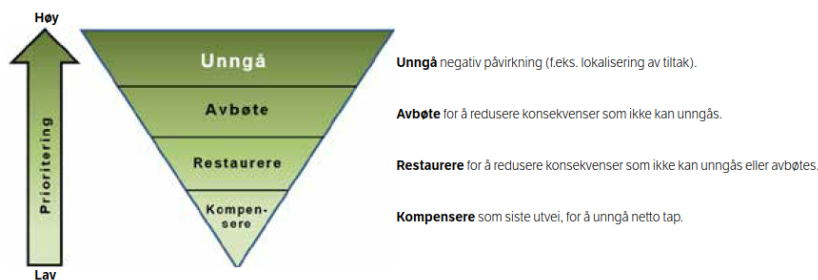 Høy
Prioritering
Lav
Unngå
Avbøte
Restaurere
Kompen-
sere
Unngå negativ påvirkning (f.eks. lokalisering av tiltak).
Avbøte for å redusere konsekvenser som ikke kan unngås.
Restaurere for å redusere konsekvenser som ikke kan unngås eller avbøtes.
Kompensere som siste utvei, for å unngå netto tap.